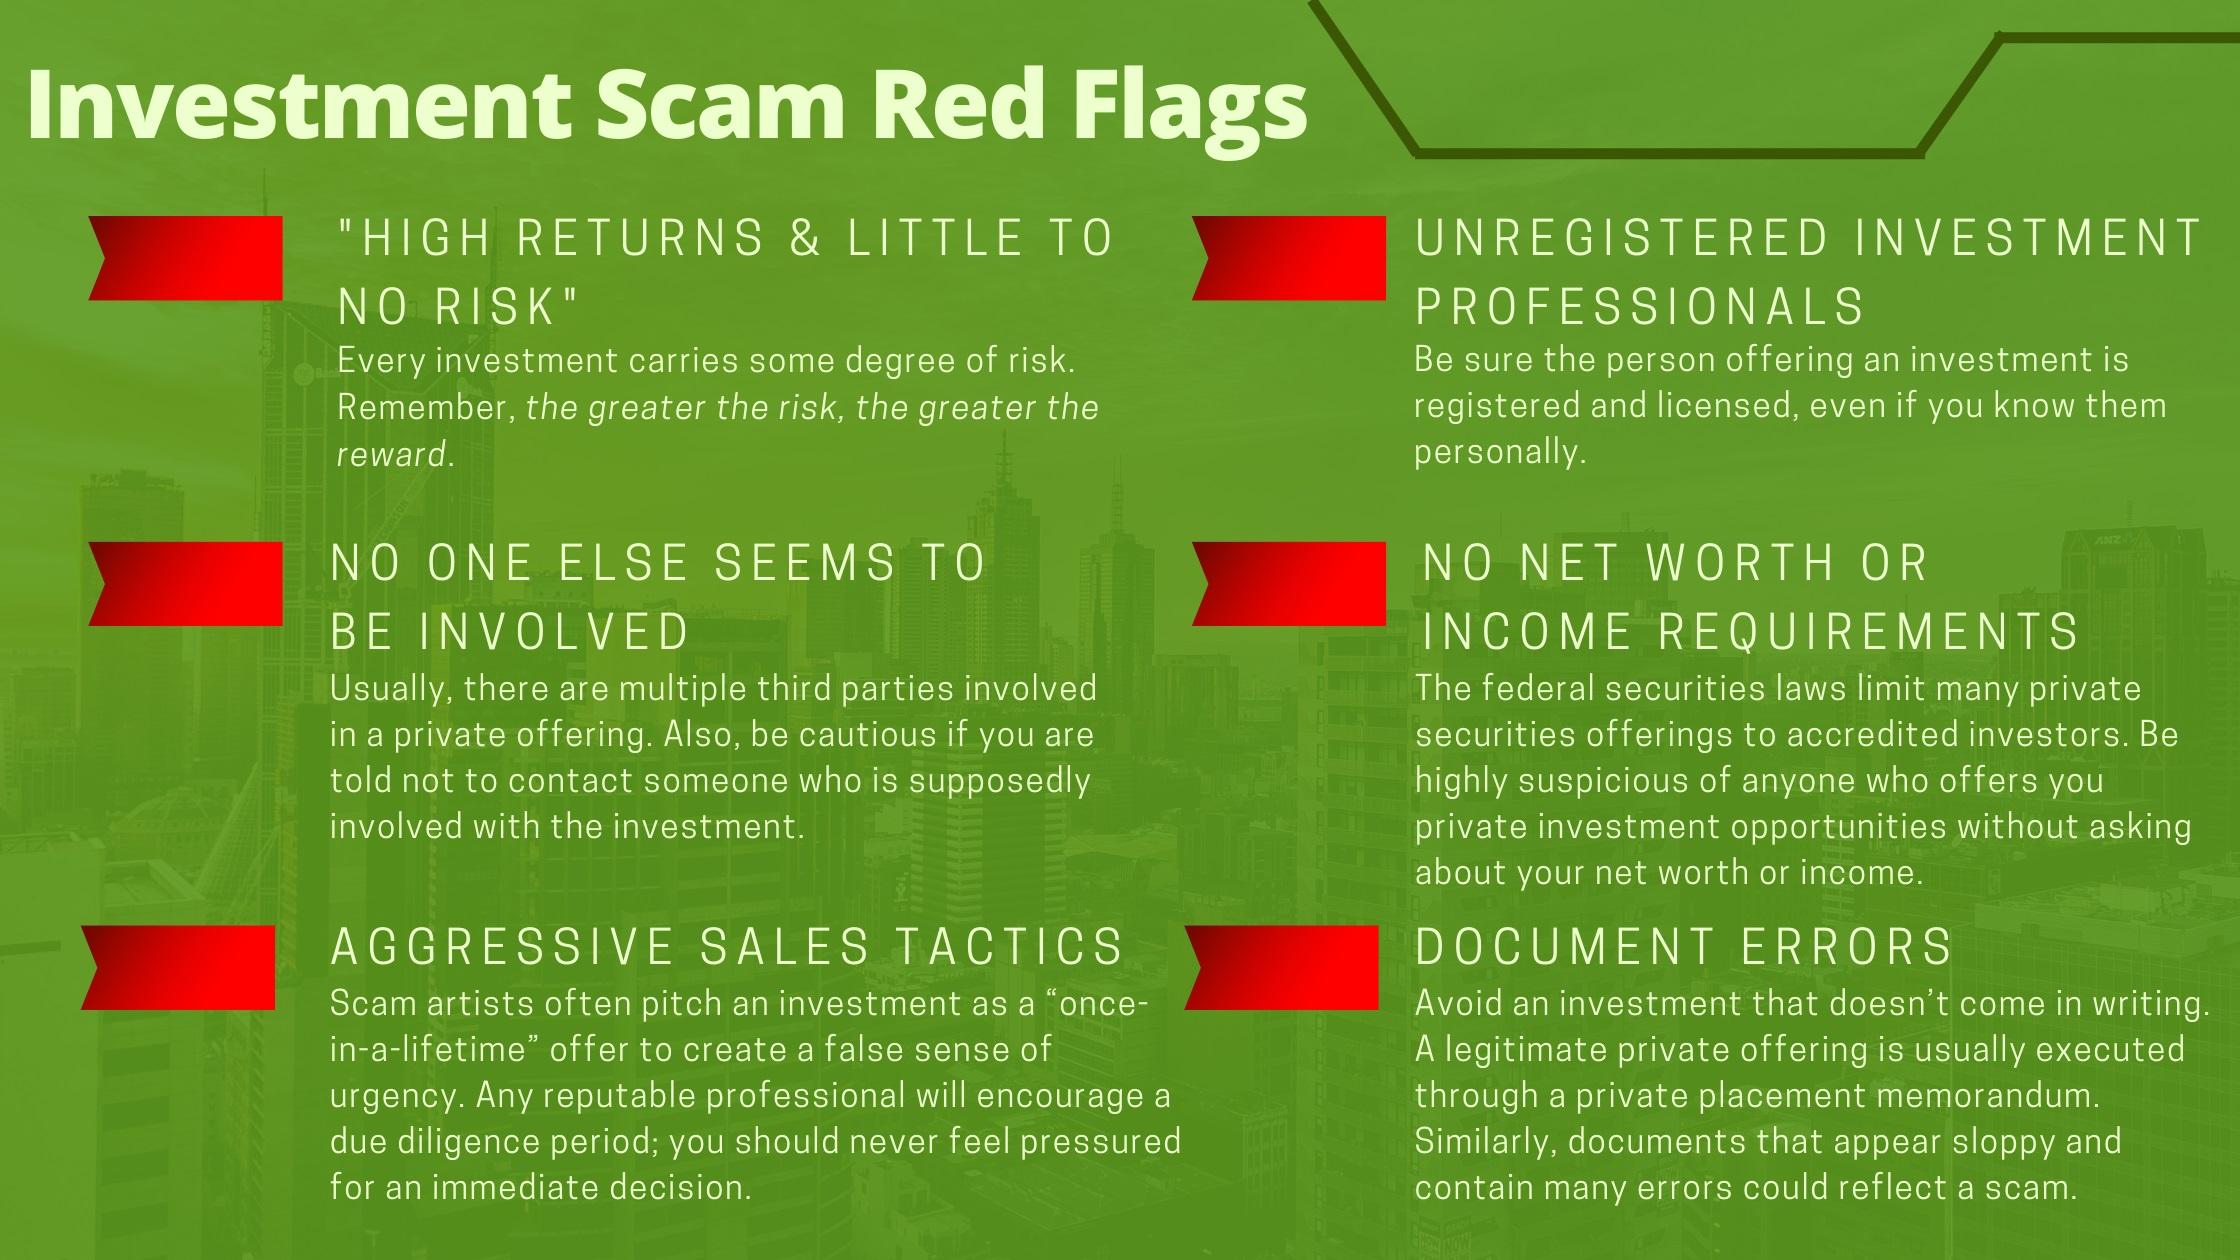 Investment Scam Red Flags
"HIGH RETURNS & LITTLE TO
NO RISK"
Every investment carries some degree of risk.
Remember, the greater the risk, the greater the
reward.
NO ONE ELSE SEEMS TO
BE INVOLVED
Usually, there are multiple third parties involved
in a private offering. Also, be cautious if you are
told not to contact someone who is supposedly
involved with the investment.
AGGRESSIVE SALES TACTICS
Scam artists often pitch an investment as a “once-
in-a-lifetime” offer to create a false sense of
urgency. Any reputable professional will encourage a
due diligence period; you should never feel pressured
for an immediate decision.
UNREGISTERED INVESTMENT
PROFESSIONALS
Be sure the person offering an investment is
registered and licensed, even if you know them
personally.
NO NET WORTH OR
INCOME REQUIREMENTS
The federal securities laws limit many private
securities offerings to accredited investors. Be
highly suspicious of anyone who offers you
private investment opportunities without asking
about your net worth or income.
DOCUMENT ERRORS
Avoid an investment that doesn’t come in writing.
A legitimate private offering is usually executed
through a private placement memorandum.
Similarly, documents that appear sloppy and
contain many errors could reflect a scam.
ANZ